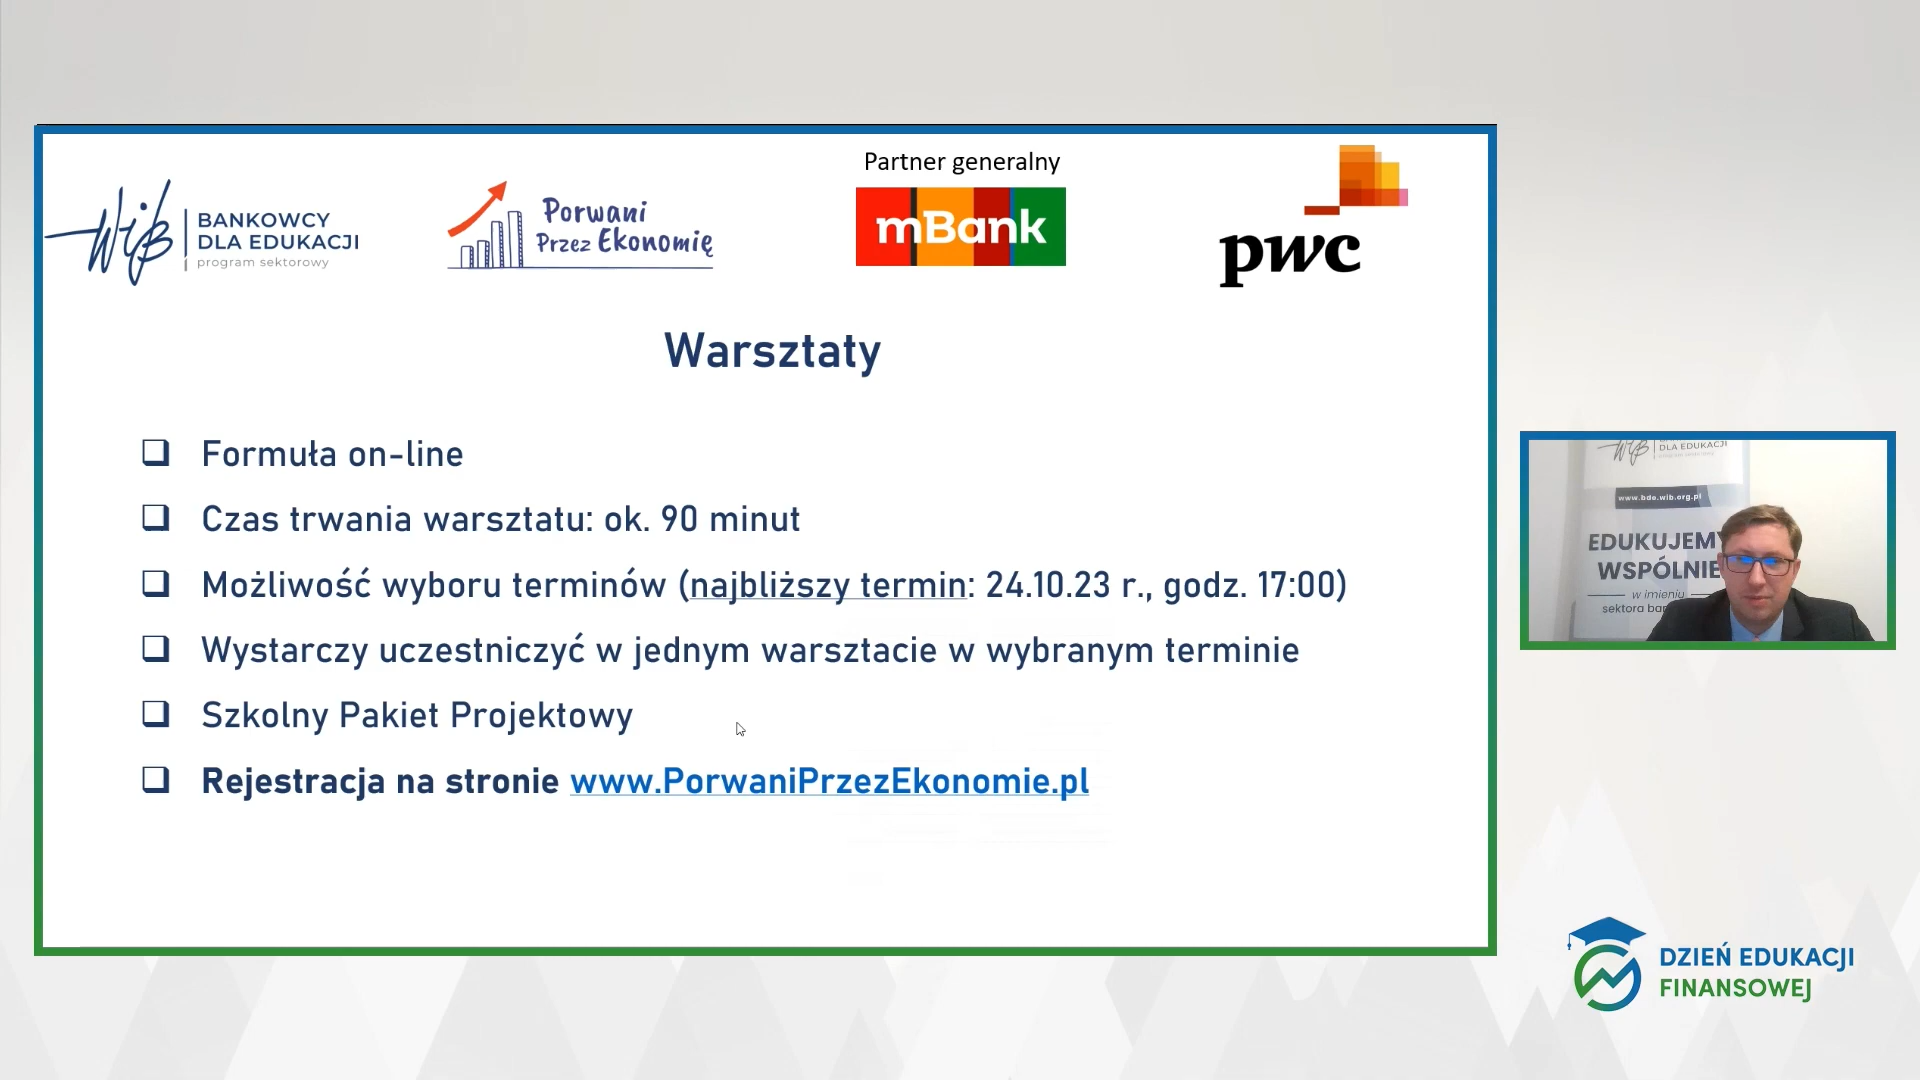 Partner generalny
WiB
BANKOWCY
DLA EDUKACJI
program sektorowy
Porwani
Przez Ekonomię
mBank
pwc
Warsztaty
❑ Formuła on-line
❑ Czas trwania warsztatu: ok. 90 minut
❑ Możliwość wyboru terminów (najbliższy termin: 24.10.23 r., godz. 17:00)
❑ Wystarczy uczestniczyć w jednym warsztacie w wybranym terminie
❑ Szkolny Pakiet Projektowy
❑ Rejestracja na stronie www.PorwaniPrzezEkonomie.pl
WiB
DLA EDUKACJI
www.bde.wib.org.pl
EDUKUJEMY
WSPÓLNIE
w imieniu
sektora
DZIEŃ EDUKACJI
FINANSOWEJ